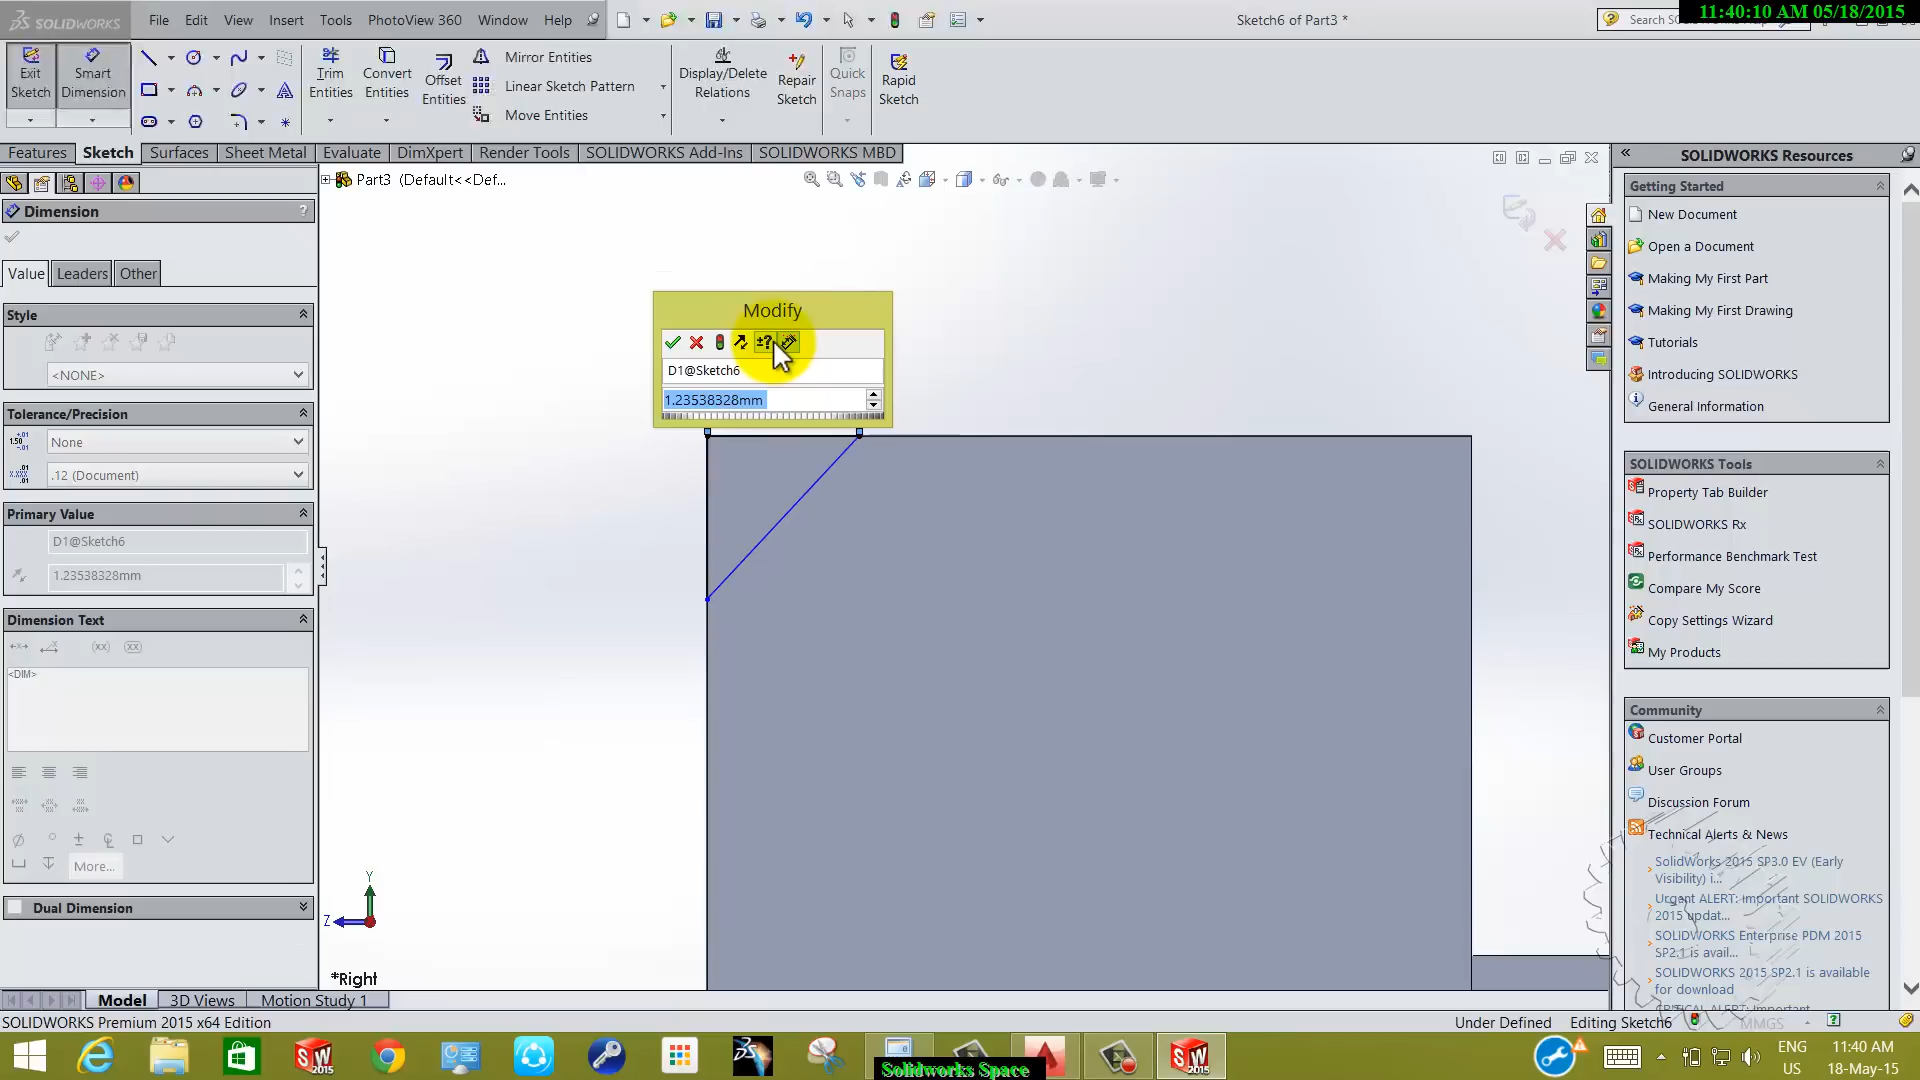 SOLIDWORKS
File
Edit
View
Insert
Tools
PhotoView 360
Window
Help
Sketch6 of Part3 *
Search
11:40:10 AM 05/18/2015
Exit Sketch
Smart Dimension
Trim Entities
Convert Entities
Offset Entities
Mirror Entities
Linear Sketch Pattern
Move Entities
Display/Delete Relations
Repair Sketch
Quick Snaps
Rapid Sketch
Features
Sketch
Surfaces
Sheet Metal
Evaluate
DimXpert
Render Tools
SOLIDWORKS Add-Ins
SOLIDWORKS MBD
Part3 (Default<<Def...
Dimension
?
Value
Leaders
Other
Style
<NONE>
Tolerance/Precision
None
.12 (Document)
Primary Value
D1@Sketch6
1.23538328mm
Dimension Text
<DIM>
More...
Dual Dimension
Modify
D1@Sketch6
1.23538328mm
Y
Z
*Right
SOLIDWORKS Resources
Getting Started
New Document
Open a Document
Making My First Part
Making My First Drawing
Tutorials
Introducing SOLIDWORKS
General Information
SOLIDWORKS Tools
Property Tab Builder
SOLIDWORKS Rx
Performance Benchmark Test
Compare My Score
Copy Settings Wizard
My Products
Community
Customer Portal
User Groups
Discussion Forum
Technical Alerts & News
SolidWorks 2015 SP3.0 EV (Early
Visibility) i...
Urgent ALERT: Important SOLIDWORKS
2015 updat...
SOLIDWORKS Enterprise PDM 2015
SP2.1 is avail...
SOLIDWORKS 2015 SP2.1 is available
for download
CRITICAL ALERT: Important
Model
3D Views
Motion Study 1
SOLIDWORKS Premium 2015 x64 Edition
Under Defined
Editing Sketch6
MMGS
Solidworks Space
ENG
US
11:40 AM
18-May-15